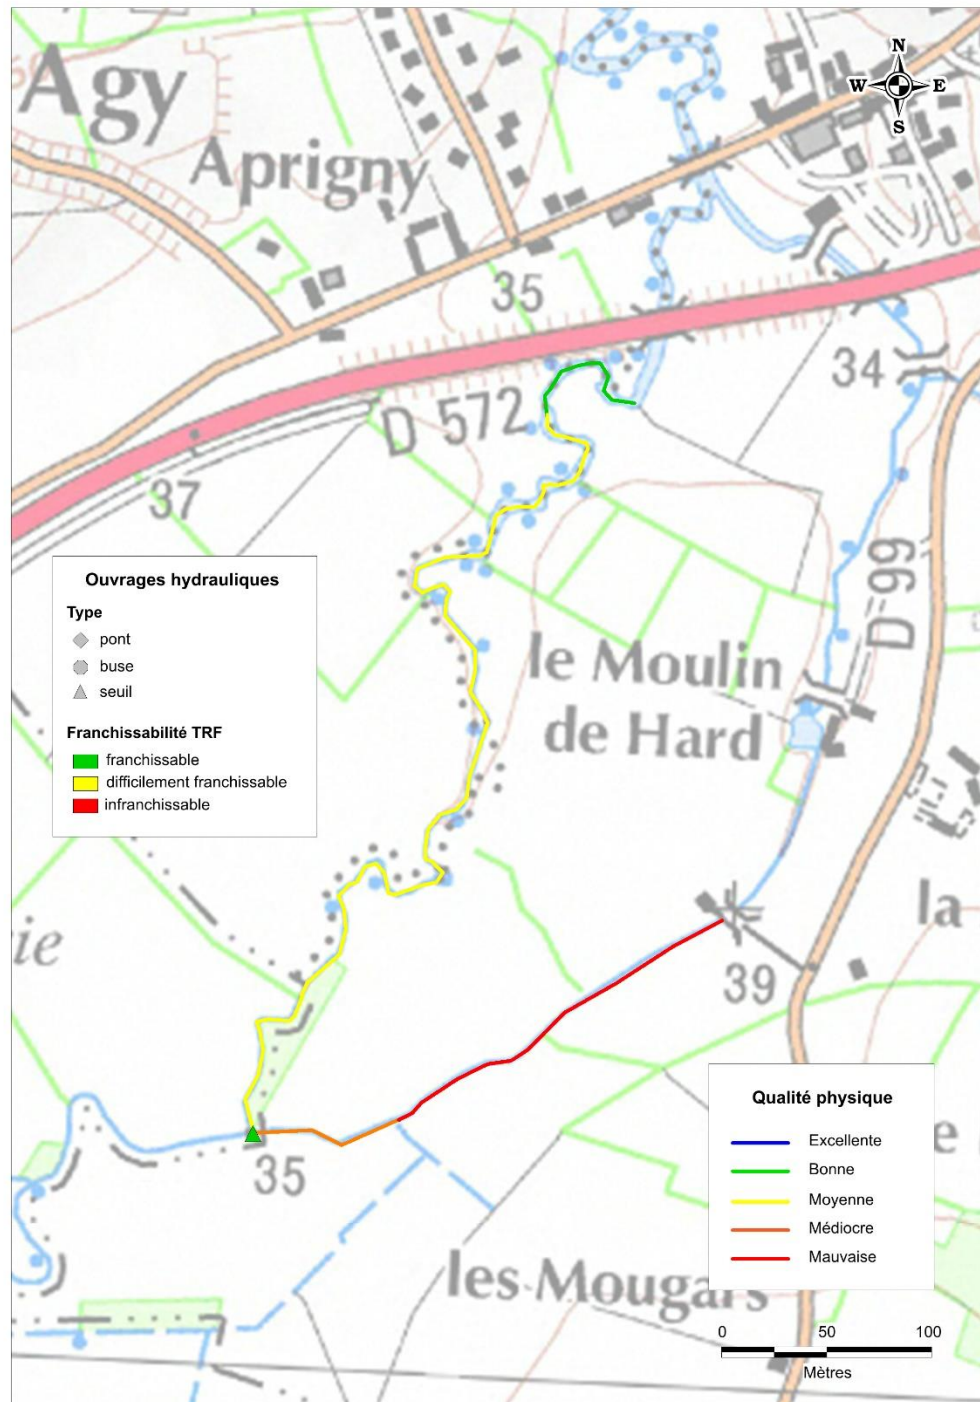 Agy
Aprigny
N
W E
S
35
34
D 572
37
Ouvrages hydrauliques
Type
pont
buse
seuil
Franchissabilité TRF
franchissable
difficilement franchissable
infranchissable
D 99
le Moulin
de Hard
la
ie
39
35
Qualité physique
Excellente
Bonne
Moyenne
Médiocre
Mauvaise
e
les Mougars
0 50 100
Mètres